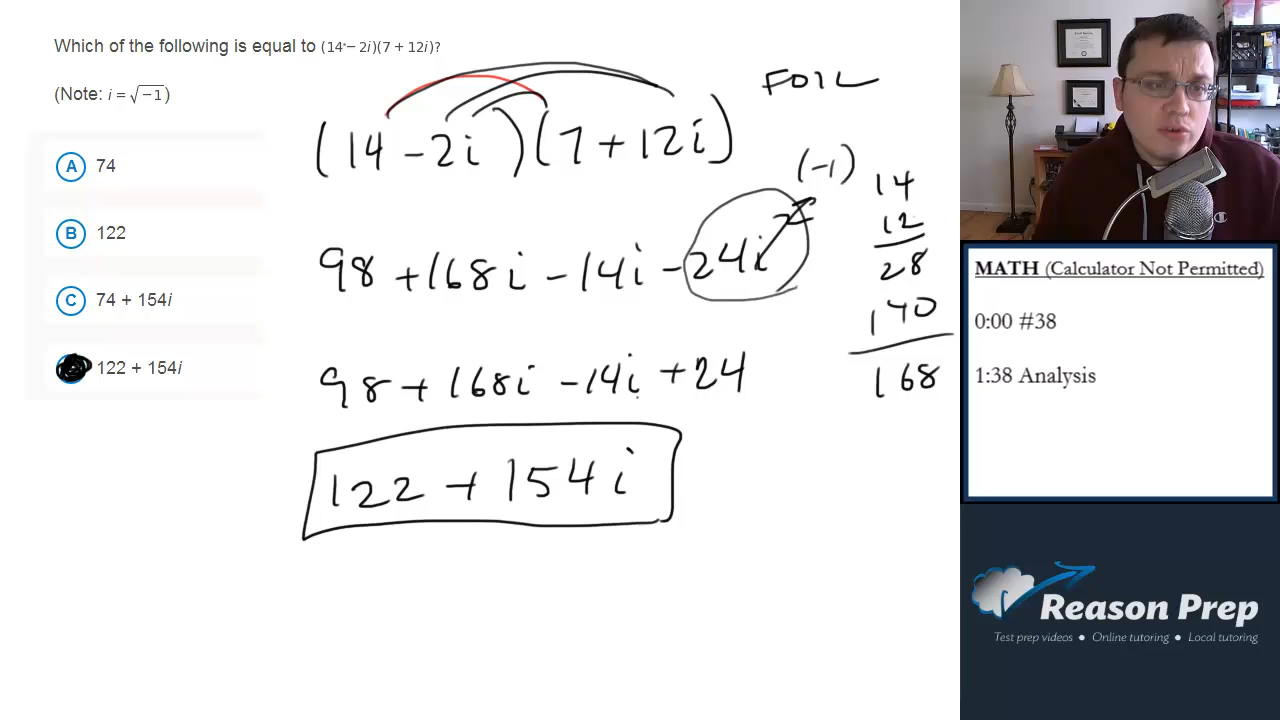 Which of the following is equal to (14 − 2i)(7 + 12i)?
(Note: i = √−1)
A 74
B 122
C 74 + 154i
122 + 154i
FOIL
(14 − 2i)(7 + 12i)
(−1)
98 + 168i − 14i − 24i²
98 + 168i − 14i + 24
122 + 154i
14
12
28
140
168
MATH (Calculator Not Permitted)
0:00 #38
1:38 Analysis
Reason Prep
Test prep videos ● Online tutoring ● Local tutoring